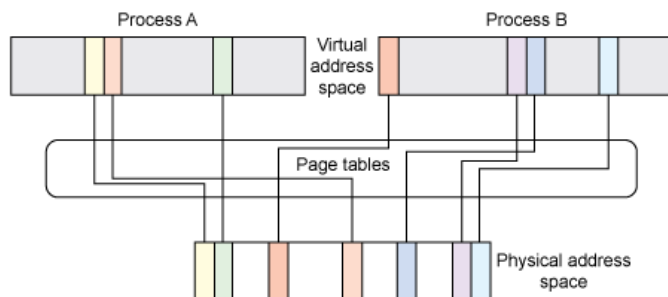 Process A
Process B
Virtual
address
space
Page tables
Physical address
space